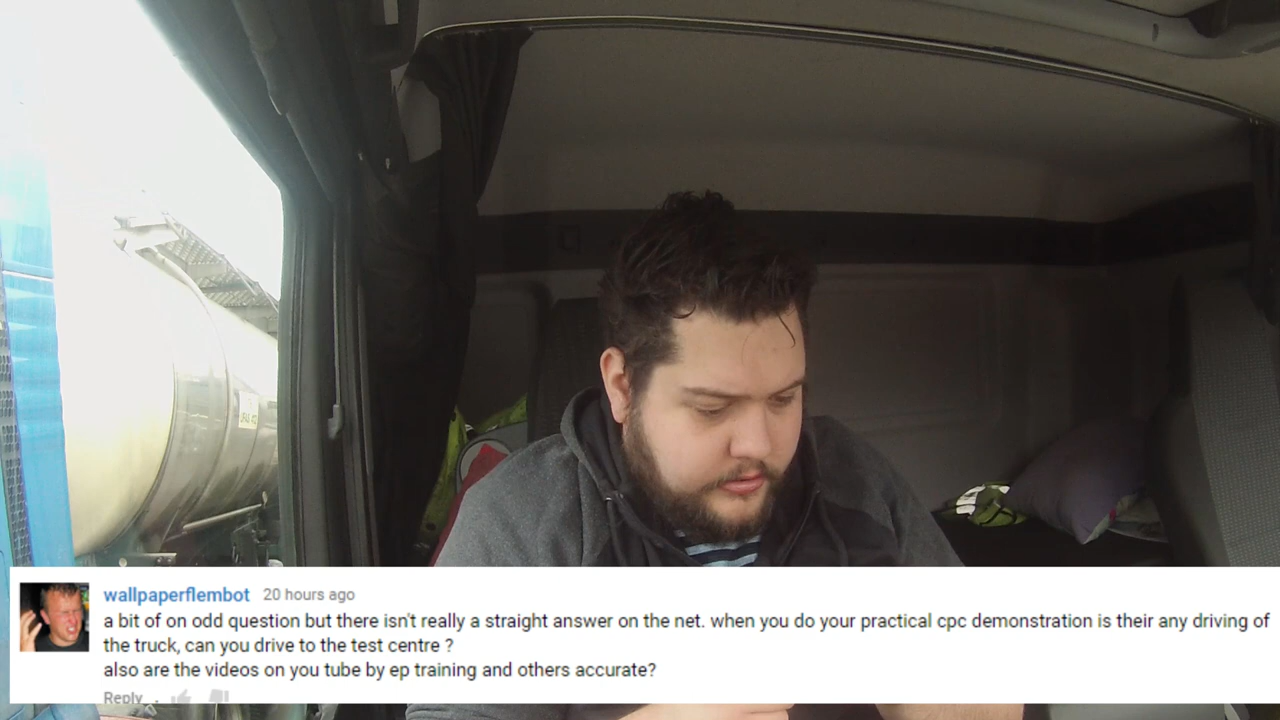 wallpaperflembot 20 hours ago
a bit of on odd question but there isn't really a straight answer on the net. when you do your practical cpc demonstration is their any driving of
the truck, can you drive to the test centre ?
also are the videos on you tube by ep training and others accurate?
Reply